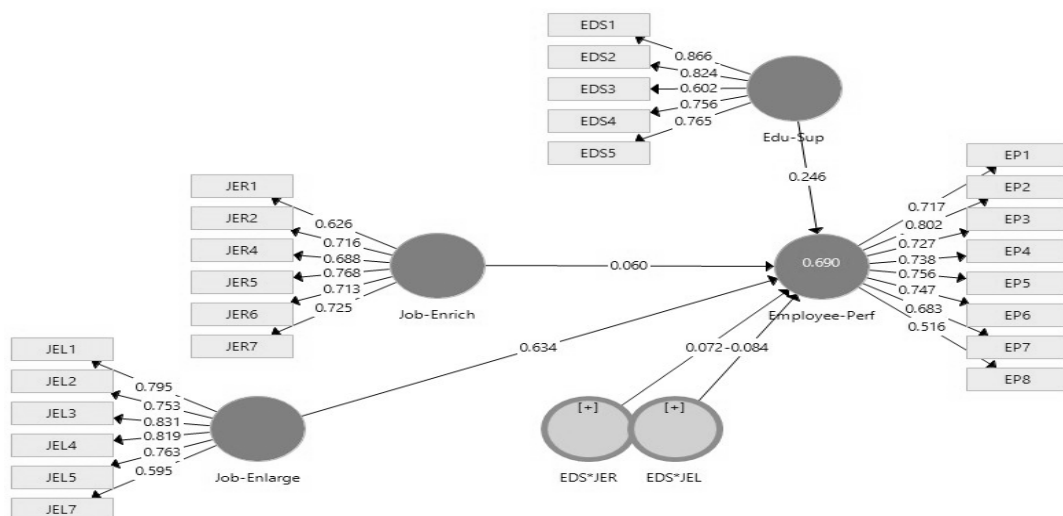 EDS1
EDS2
EDS3
EDS4
EDS5
0.866
0.824
0.602
0.756
0.765
Edu-Sup
0.246
JER1
JER2
JER4
JER5
JER6
JER7
0.626
0.716
0.688
0.768
0.713
0.725
Job-Enrich
0.060
JEL1
JEL2
JEL3
JEL4
JEL5
JEL7
0.795
0.753
0.831
0.819
0.763
0.595
Job-Enlarge
0.634
0.690
Employee-Perf
0.717
0.802
0.727
0.738
0.756
0.747
0.683
0.516
EP1
EP2
EP3
EP4
EP5
EP6
EP7
EP8
0.072
-0.084
[+]
[+]
EDS*JER
EDS*JEL